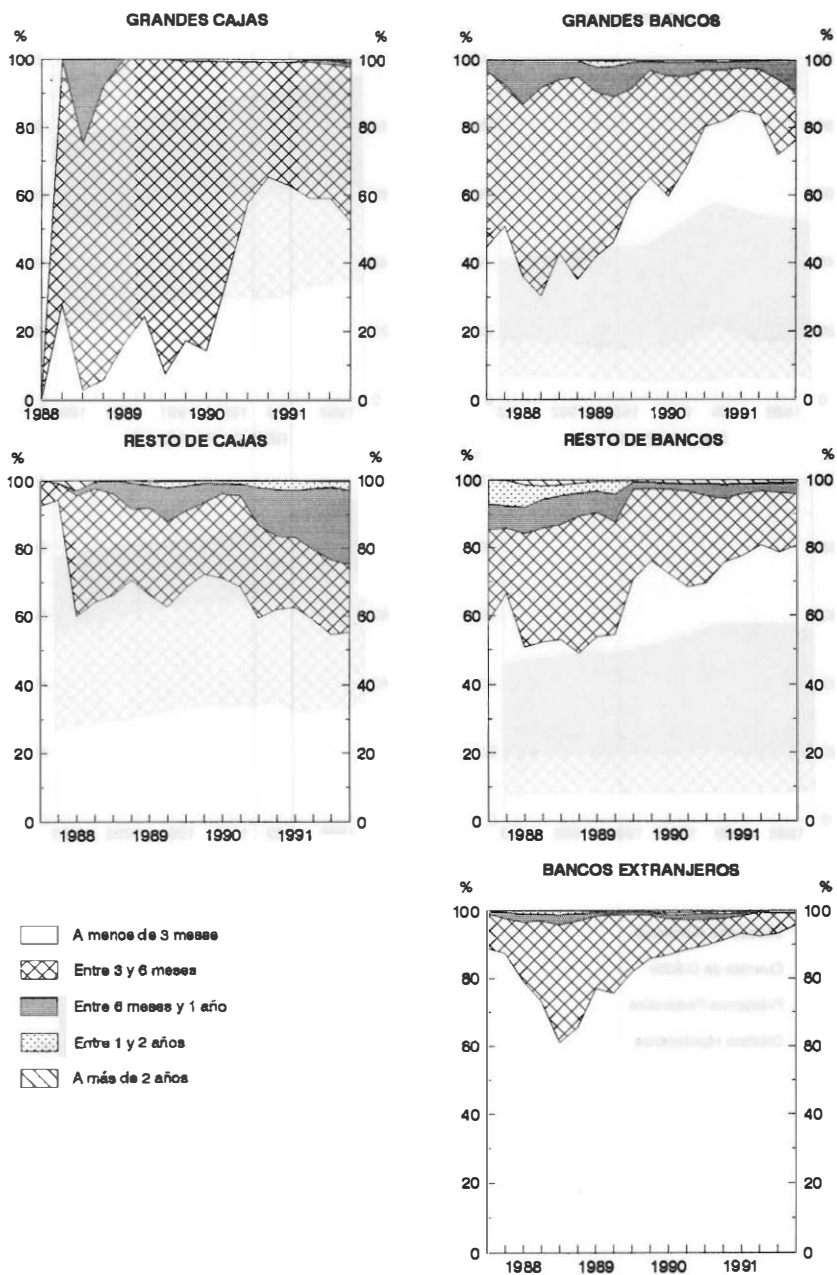 GRANDES CAJAS
% %
100 100
80 80
60 60
40 40
20 20
0 0
1988 1989 1990 1991
GRANDES BANCOS
% %
100 100
80 80
60 60
40 40
20 20
0 0
1988 1989 1990 1991
RESTO DE CAJAS
% %
100 100
80 80
60 60
40 40
20 20
0 0
1988 1989 1990 1991
RESTO DE BANCOS
% %
100 100
80 80
60 60
40 40
20 20
0 0
1988 1989 1990 1991
A menos de 3 meses
Entre 3 y 6 meses
Entre 6 meses y 1 año
Entre 1 y 2 años
A más de 2 años
BANCOS EXTRANJEROS
% %
100 100
80 80
60 60
40 40
20 20
0 0
1988 1989 1990 1991